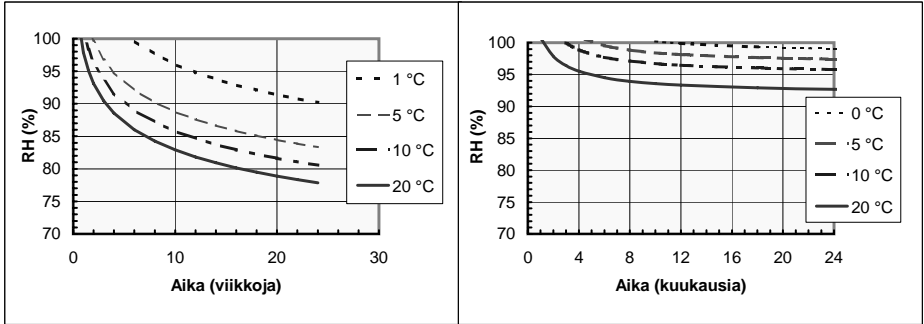 100
95
90
85
80
75
70
RH (%)
0 10 20 30
Aika (viikkoja)
1 °C
5 °C
10 °C
20 °C
100
95
90
85
80
75
70
RH (%)
0 4 8 12 16 20 24
Aika (kuukausia)
0 °C
5 °C
10 °C
20 °C